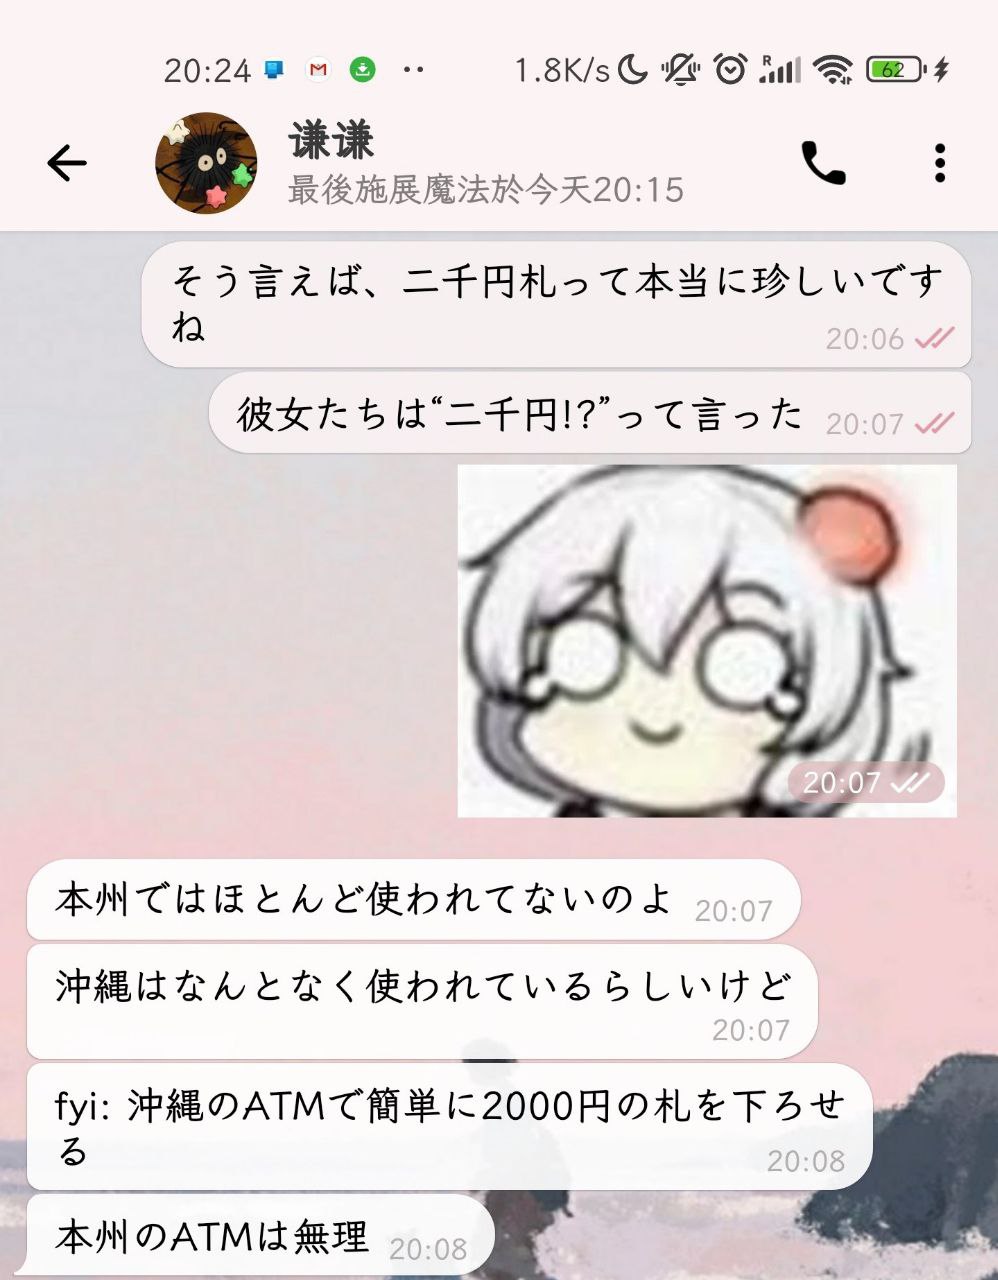 20:24
1.8K/s
R
62
谦谦
最後施展魔法於今天20:15
そう言えば、二千円札って本当に珍しいです
ね
20:06
彼女たちは“二千円!?”って言った
20:07
20:07
本州ではほとんど使われてないのよ
20:07
沖縄はなんとなく使われているらしいけど
20:07
fyi: 沖縄のATMで簡単に2000円の札を下ろせ
る
20:08
本州のATMは無理
20:08